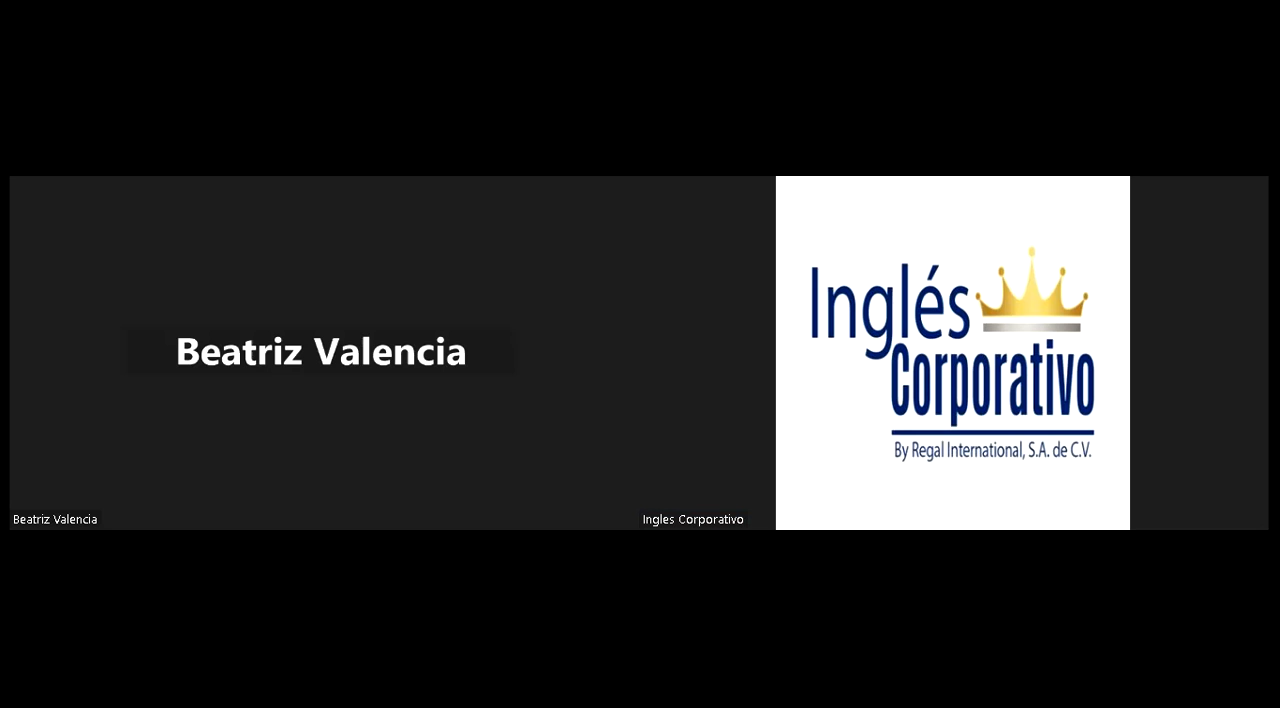 Beatriz Valencia
Beatriz Valencia
Inglés
Corporativo
By Regal International, S.A. de C.V.
Ingles Corporativo